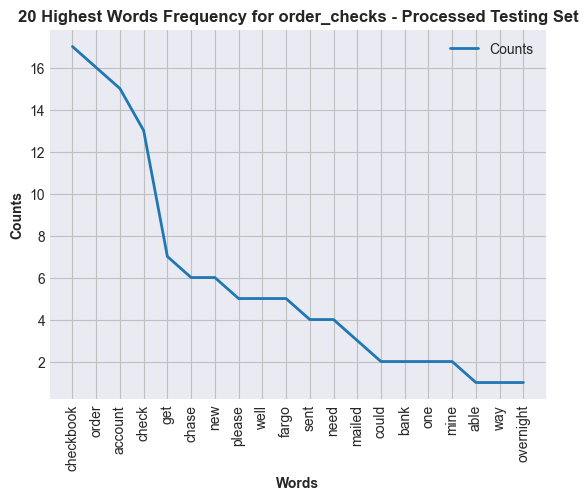 20 Highest Words Frequency for order_checks - Processed Testing Set
Counts
Counts
16
14
12
10
8
6
4
2
checkbook
order
account
check
get
chase
new
please
well
fargo
sent
need
mailed
could
bank
one
mine
able
way
overnight
Words